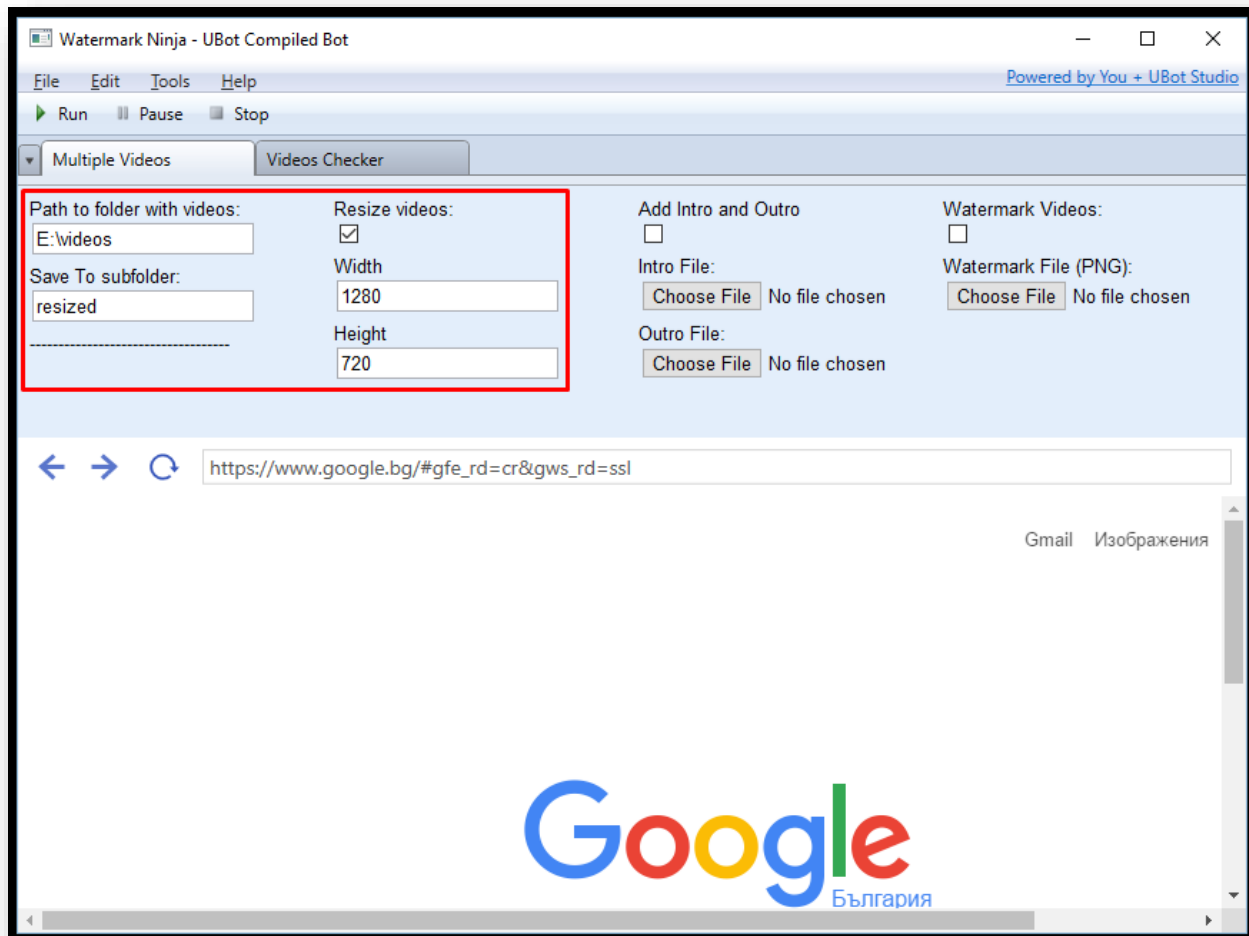 Watermark Ninja - UBot Compiled Bot
File Edit Tools Help
Powered by You + UBot Studio
Run Pause Stop
Multiple Videos
Videos Checker
Path to folder with videos:
E:\videos
Save To subfolder:
resized
-----------------------------------
Resize videos:
Width
1280
Height
720
Add Intro and Outro
Intro File:
Choose File No file chosen
Outro File:
Choose File No file chosen
Watermark Videos:
Watermark File (PNG):
Choose File No file chosen
https://www.google.bg/#gfe_rd=cr&gws_rd=ssl
Gmail Изображения
Google
България